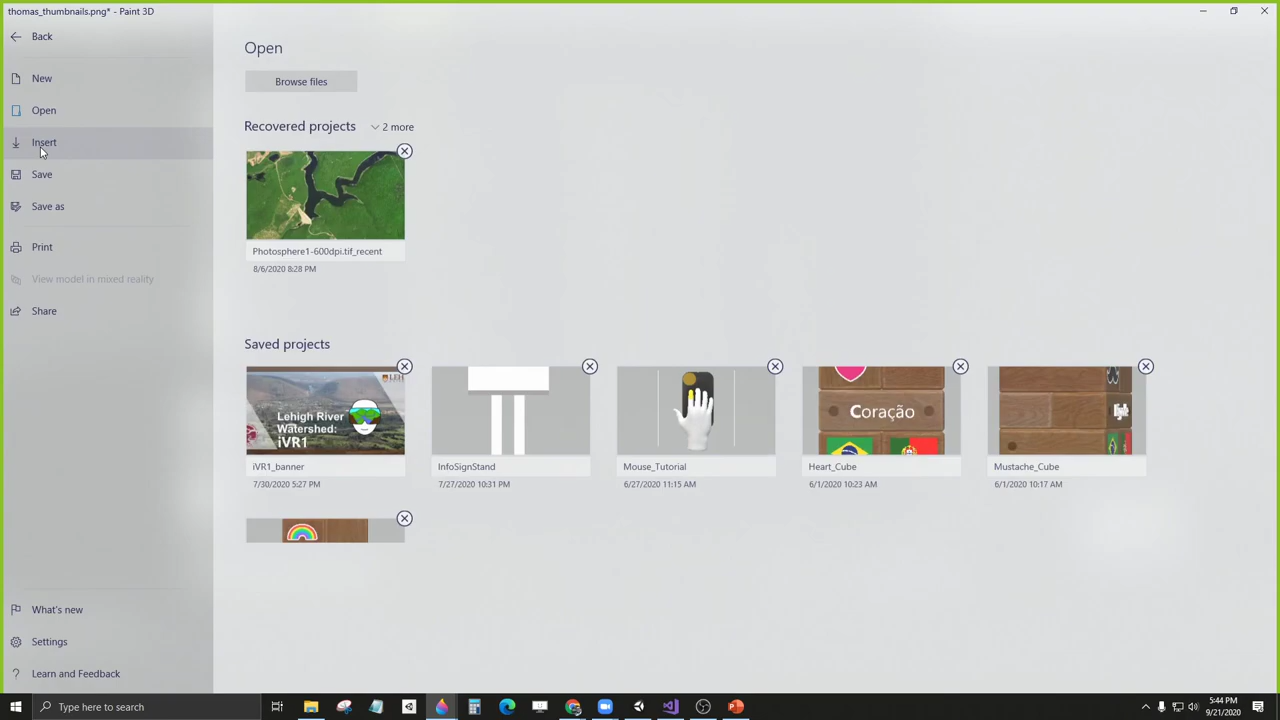 thomas_thumbnails.png* - Paint 3D
Back
New
Open
Insert
Save
Save as
Print
View model in mixed reality
Share
What's new
Settings
Learn and Feedback
Open
Browse files
Recovered projects
2 more
Photosphere1-600dpi.tif_recent
8/6/2020 8:28 PM
Saved projects
LEH
Lehigh River
Watershed:
iVR1
iVR1_banner
7/30/2020 5:27 PM
InfoSignStand
7/27/2020 10:31 PM
Mouse_Tutorial
6/27/2020 11:15 AM
Coração
Heart_Cube
6/1/2020 10:23 AM
Mustache_Cube
6/1/2020 10:17 AM
Type here to search
5:44 PM
9/21/2020